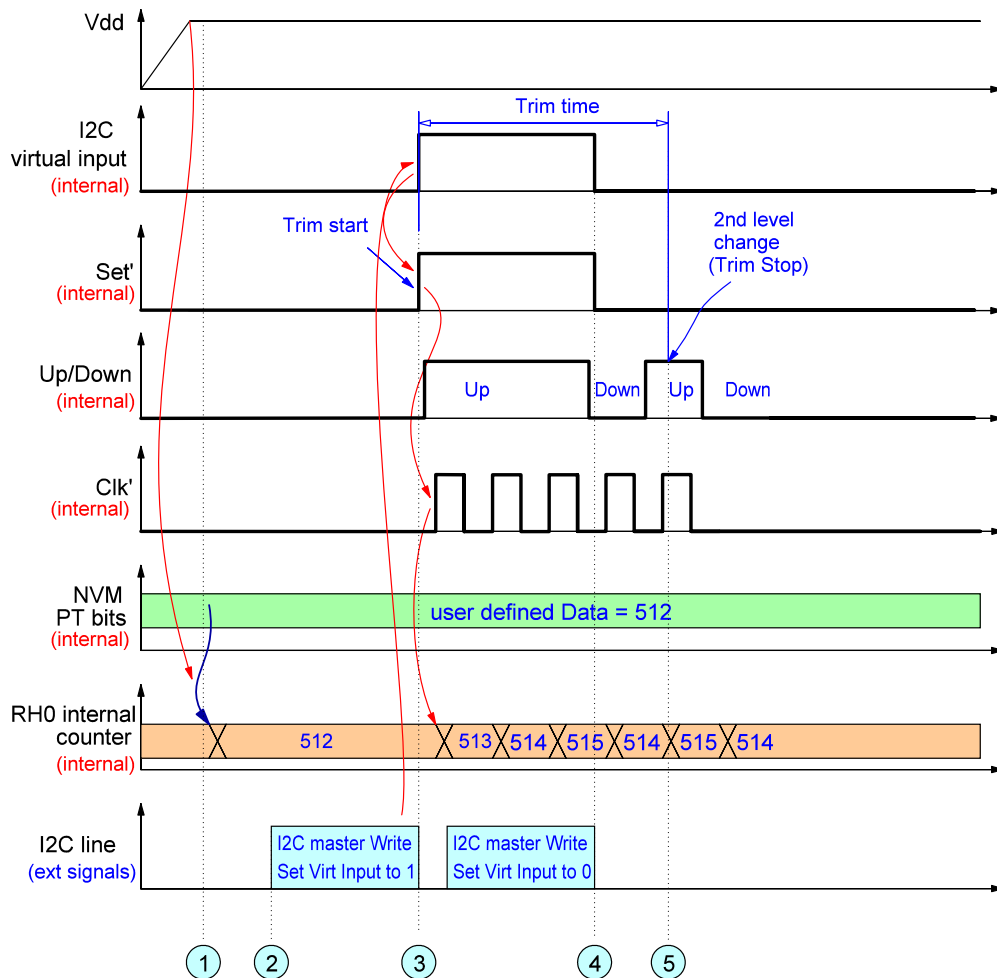 Vdd
Trim time
I2C
virtual input
(internal)
Trim start
2nd level
change
(Trim Stop)
Set'
(internal)
Up/Down
(internal)
Up
Down
Up
Down
Clk'
(internal)
NVM
PT bits
(internal)
user defined Data = 512
RH0 internal
counter
(internal)
512
513
514
515
514
515
514
I2C line
(ext signals)
I2C master Write
Set Virt Input to 1
I2C master Write
Set Virt Input to 0
1
2
3
4
5